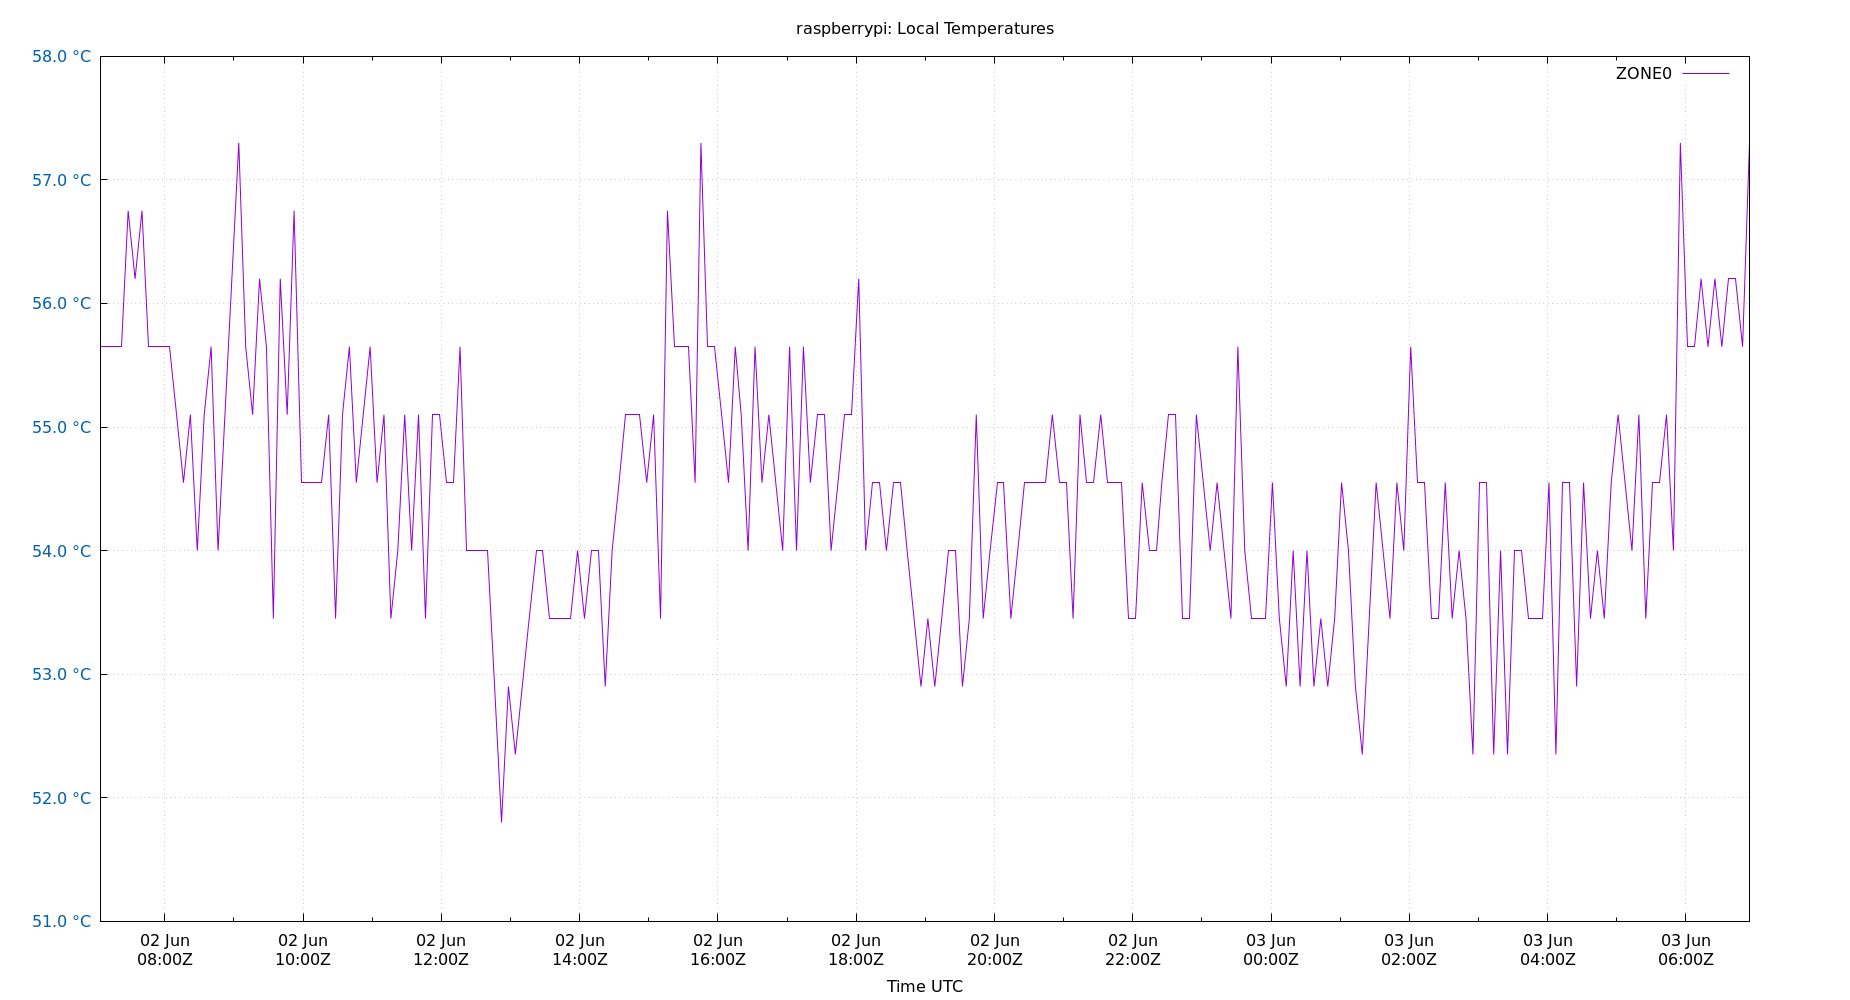 raspberrypi: Local Temperatures
58.0 °C
ZONE0
57.0 °C
56.0 °C
55.0 °C
54.0 °C
53.0 °C
52.0 °C
51.0 °C
02 Jun 02 Jun 02 Jun 02 Jun 02 Jun 02 Jun 02 Jun 02 Jun 03 Jun 03 Jun 03 Jun 03 Jun
08:00Z 10:00Z 12:00Z 14:00Z 16:00Z 18:00Z 20:00Z 22:00Z 00:00Z 02:00Z 04:00Z 06:00Z
Time UTC